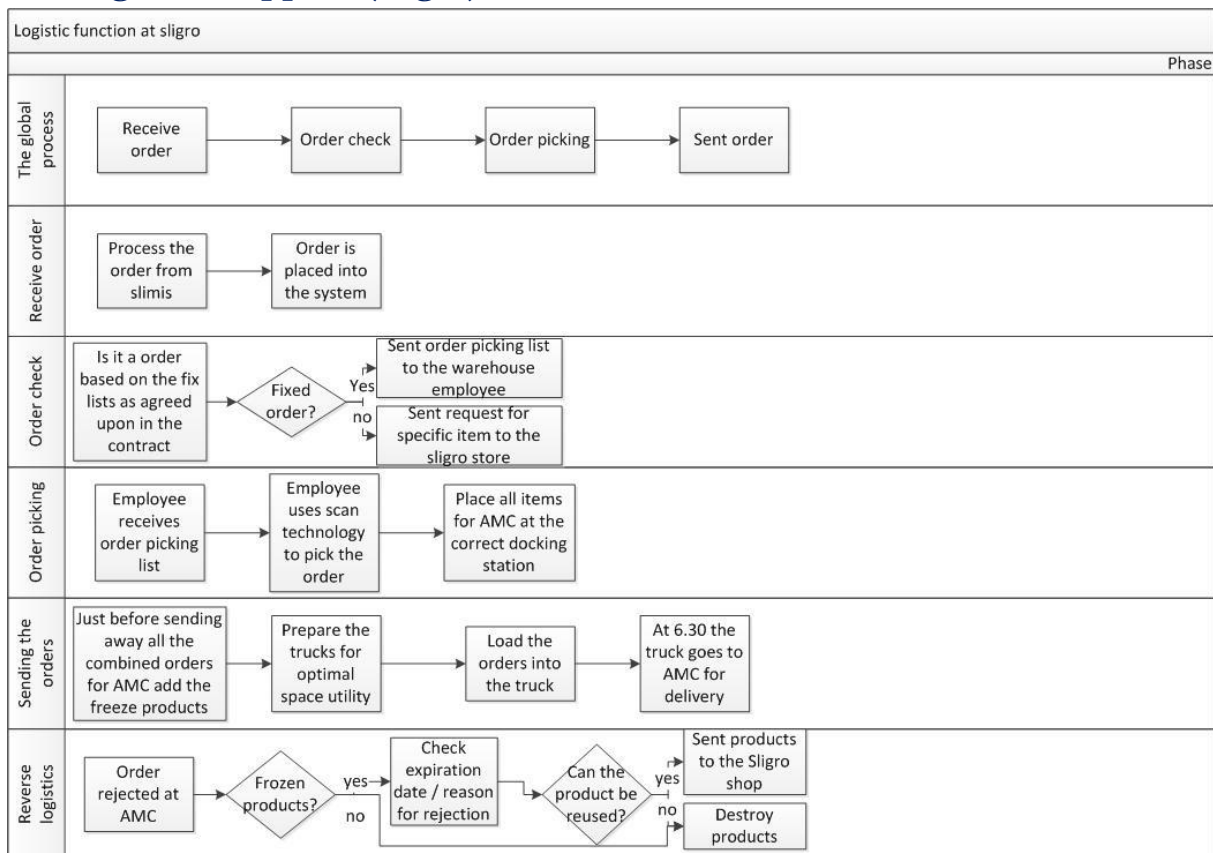 Logistic function at sligro
Phase
The global
process
Receive
order
Order check
Order picking
Sent order
Receive order
Process the
order from
slimis
Order is
placed into
the system
Order check
Is it a order
based on the fix
lists as agreed
upon in the
contract
Fixed
order?
Yes
no
Sent order picking list
to the warehouse
employee
Sent request for
specific item to the
sligro store
Order picking
Employee
receives
order picking
list
Employee
uses scan
technology
to pick the
order
Place all items
for AMC at the
correct docking
station
Sending the
orders
Just before sending
away all the
combined orders
for AMC add the
freeze products
Prepare the
trucks for
optimal
space utility
Load the
orders into
the truck
At 6.30 the
truck goes to
AMC for
delivery
Reverse
logistics
Order
rejected at
AMC
Frozen
products?
yes
no
Check
expiration
date / reason
for rejection
Can the
product be
reused?
yes
no
Sent products
to the Sligro
shop
Destroy
products